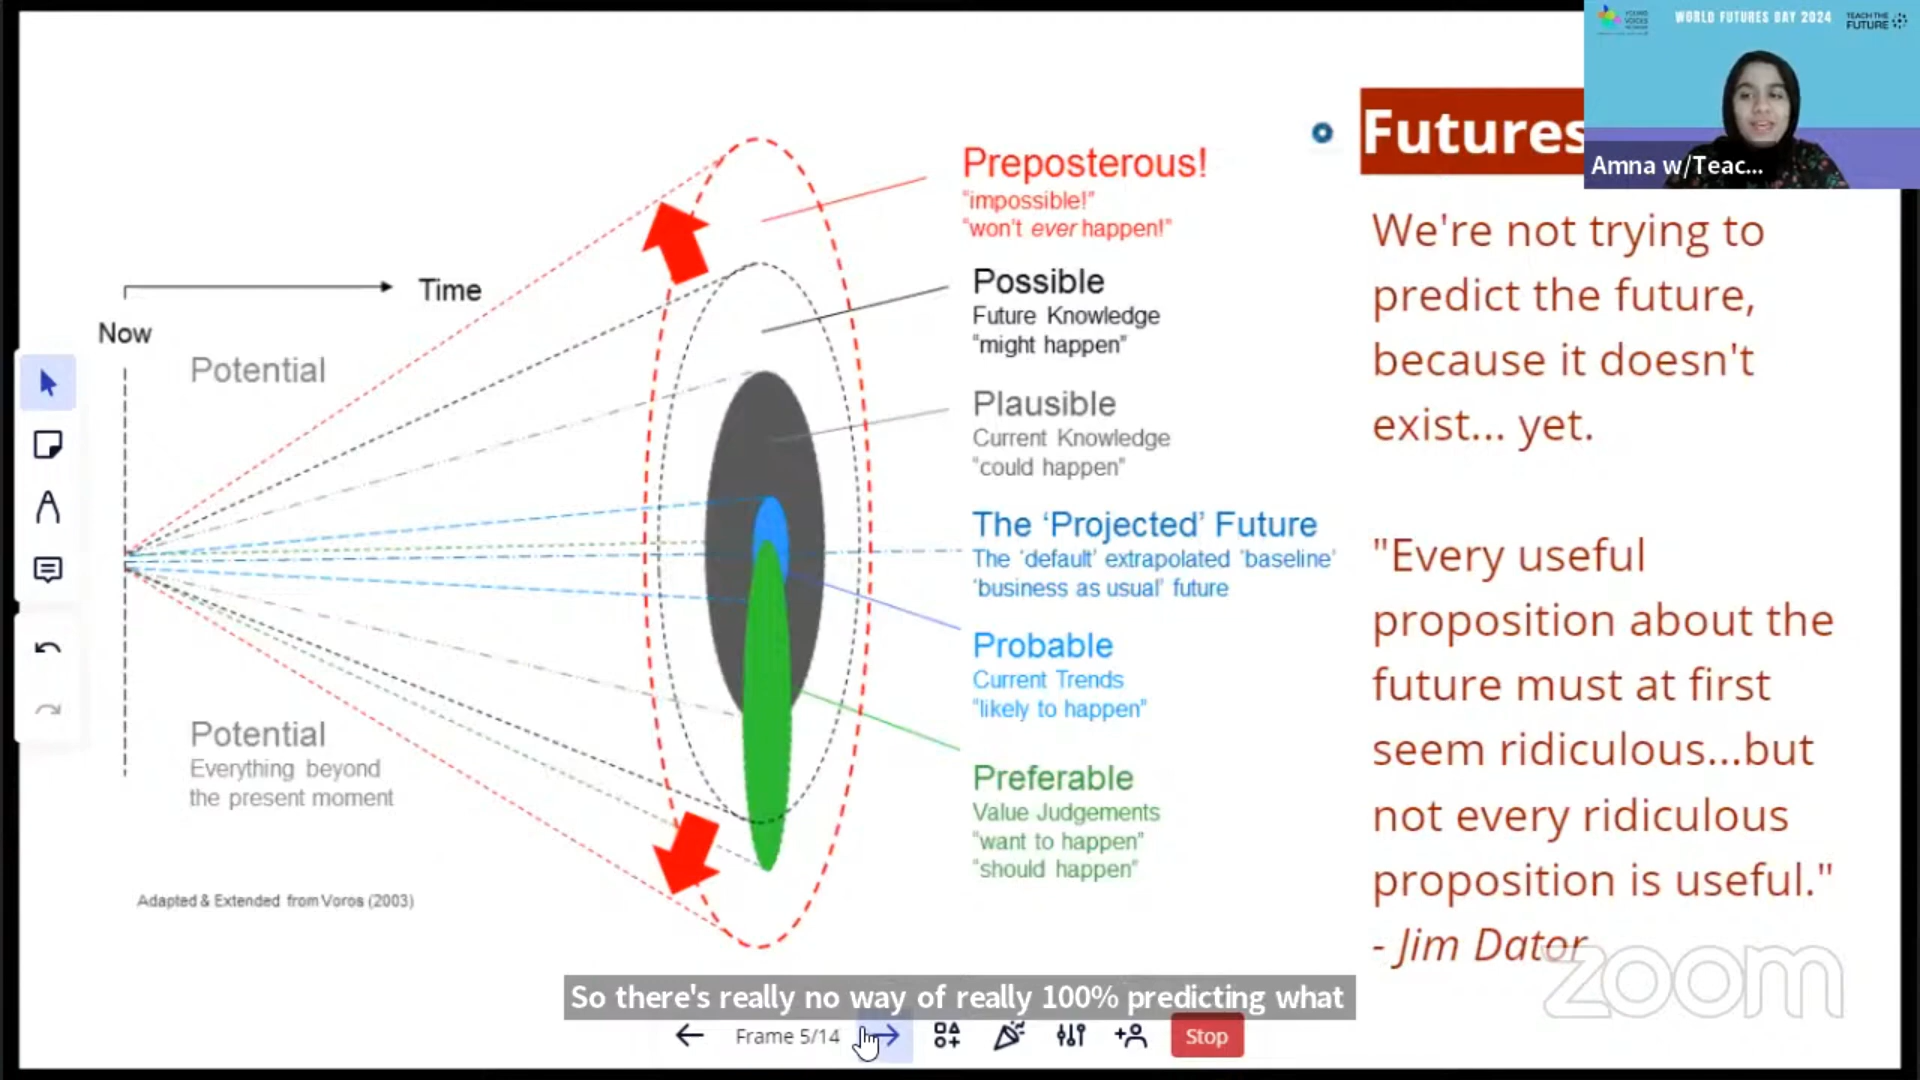 YOUNG VOICES
WORLD FUTURES DAY 2024
TEACH THE FUTURE
Amna w/Teac...
Futures
We're not trying to
predict the future,
because it doesn't
exist... yet.
"Every useful
proposition about the
future must at first
seem ridiculous...but
not every ridiculous
proposition is useful."
- Jim Dator
Preposterous!
“impossible!”
“won’t ever happen!”
Possible
Future Knowledge
“might happen”
Plausible
Current Knowledge
“could happen”
The ‘Projected’ Future
The ‘default’ extrapolated ‘baseline’
‘business as usual’ future
Probable
Current Trends
“likely to happen”
Preferable
Value Judgements
“want to happen”
“should happen”
Time
Now
Potential
Potential
Everything beyond
the present moment
Adapted & Extended from Voros (2003)
zoom
So there's really no way of really 100% predicting what
Frame 5/14
Stop